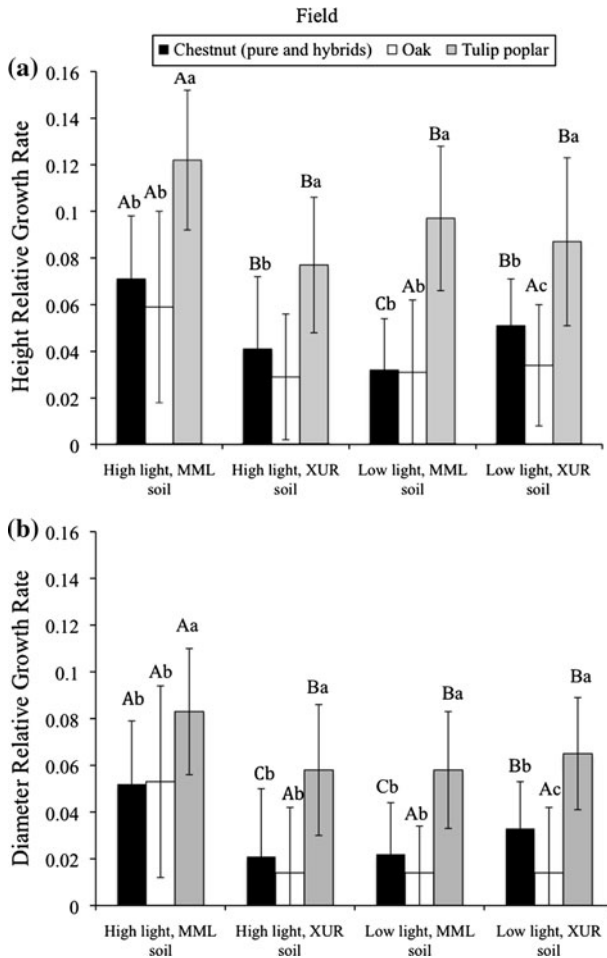 Field
Chestnut (pure and hybrids) Oak Tulip poplar
(a)
Height Relative Growth Rate
0.16
0.14
0.12
0.1
0.08
0.06
0.04
0.02
0
Ab Ab Aa
Bb Ba
Cb Ab Ba
Bb Ac Ba
High light, MML soil
High light, XUR soil
Low light, MML soil
Low light, XUR soil
(b)
Diameter Relative Growth Rate
0.16
0.14
0.12
0.1
0.08
0.06
0.04
0.02
0
Ab Ab Aa
Cb Ab Ba
Cb Ab Ba
Bb Ac Ba
High light, MML soil
High light, XUR soil
Low light, MML soil
Low light, XUR soil